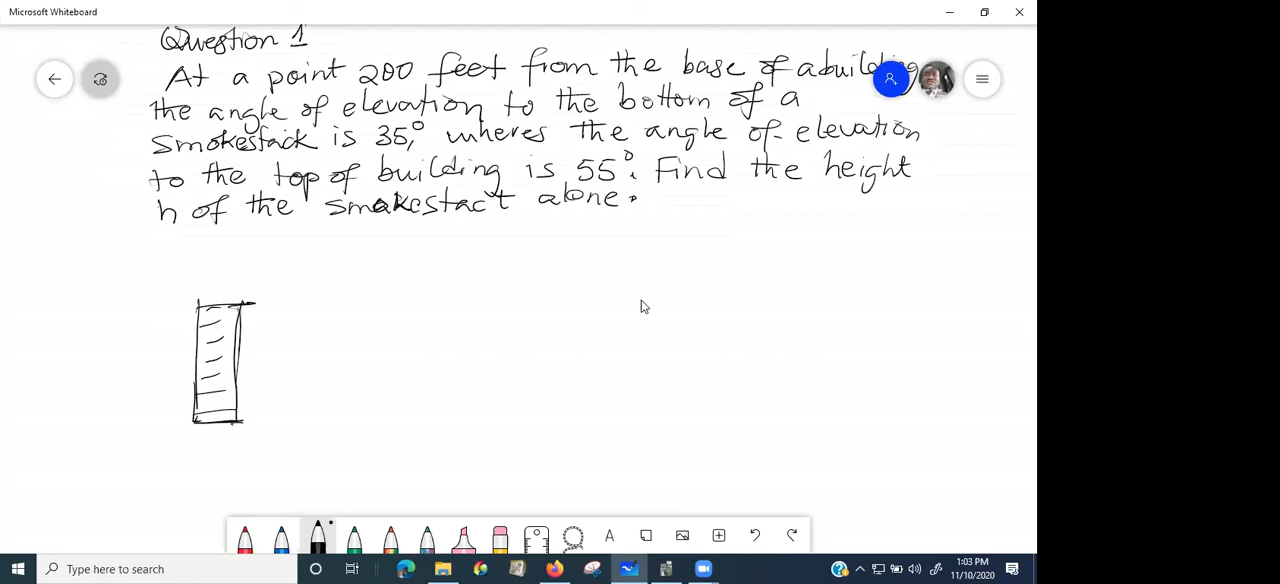 Microsoft Whiteboard
Question 1
At a point 200 feet from the base of a building
the angle of elevation to the bottom of a
smokestack is 35,° wheres the angle of elevation
to the top of building is 55°. Find the height
h of the smokestact alone.
A
Type here to search
1:03 PM
11/10/2020